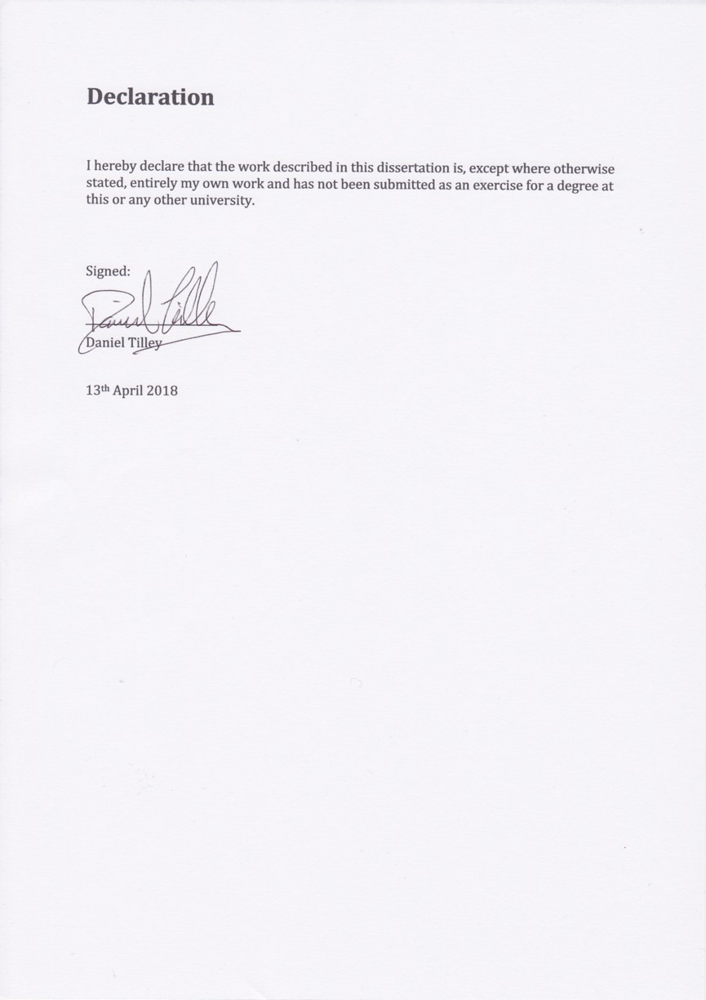 Declaration
I hereby declare that the work described in this dissertation is, except where otherwise
stated, entirely my own work and has not been submitted as an exercise for a degree at
this or any other university.
Signed:
Daniel Tilley
Daniel Tilley
13th April 2018